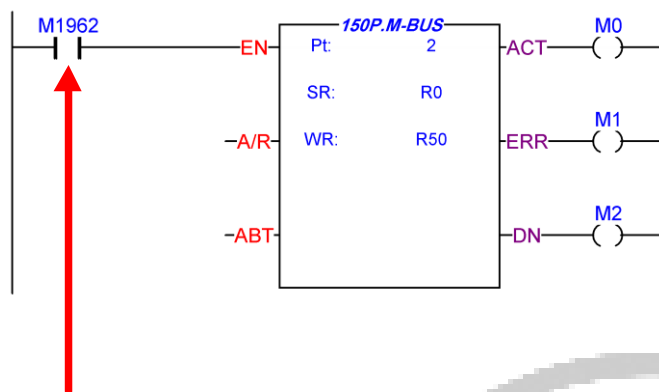 150P.M-BUS
M1962
EN
Pt: 2
ACT
M0
SR: R0
A/R
WR: R50
ERR
M1
ABT
DN
M2